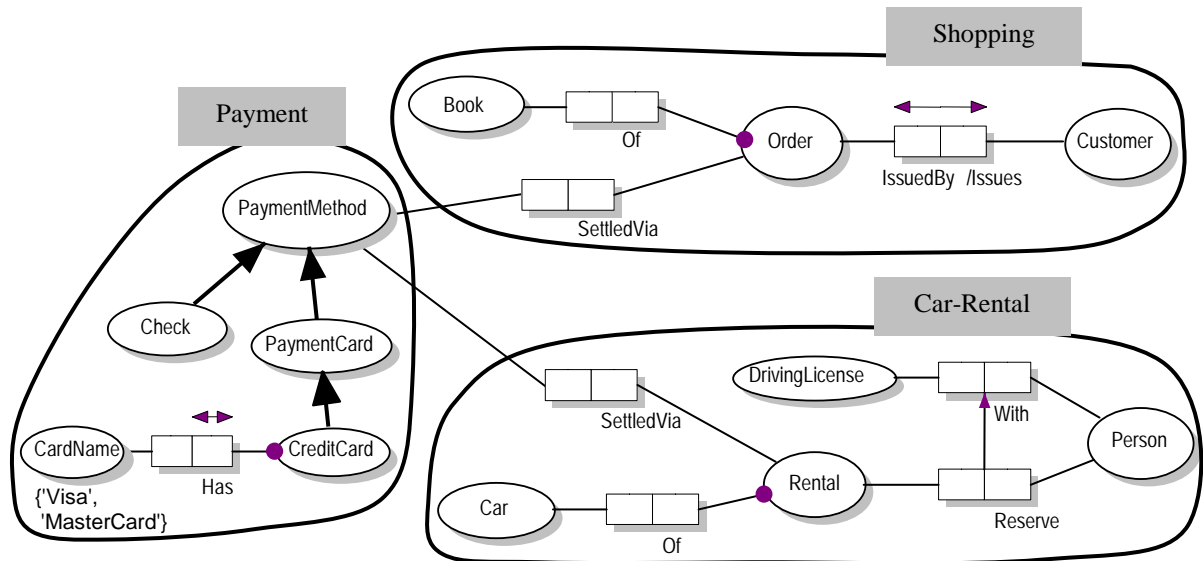 Shopping
Book
Of
Order
IssuedBy /Issues
Customer
SettledVia
Payment
PaymentMethod
Check
PaymentCard
CardName
Has
CreditCard
{'Visa',
'MasterCard'}
Car-Rental
DrivingLicense
With
Person
SettledVia
Rental
Reserve
Car
Of